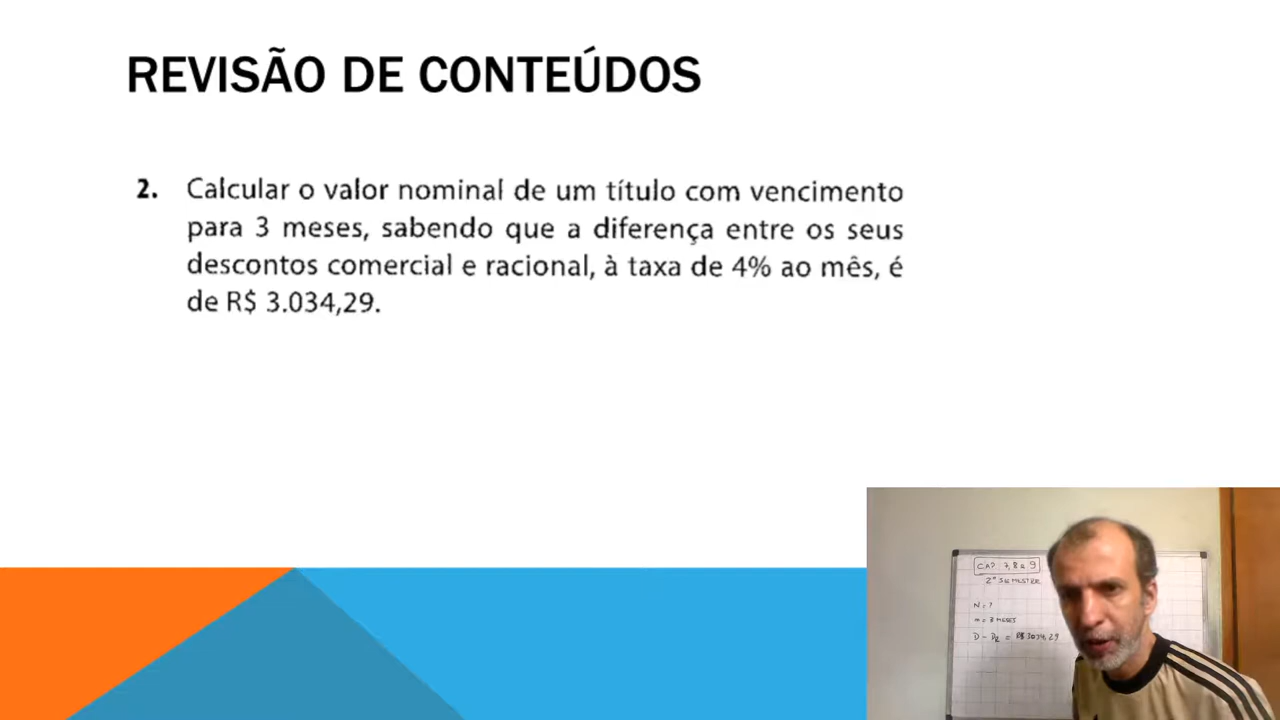 REVISÃO DE CONTEÚDOS
2. Calcular o valor nominal de um título com vencimento
para 3 meses, sabendo que a diferença entre os seus
descontos comercial e racional, à taxa de 4% ao mês, é
de R$ 3.034,29.
CAP 7, 8 e 9
2º SEMESTRE
N = ?
n = 3 MESES
D - DR = R$ 3034,29